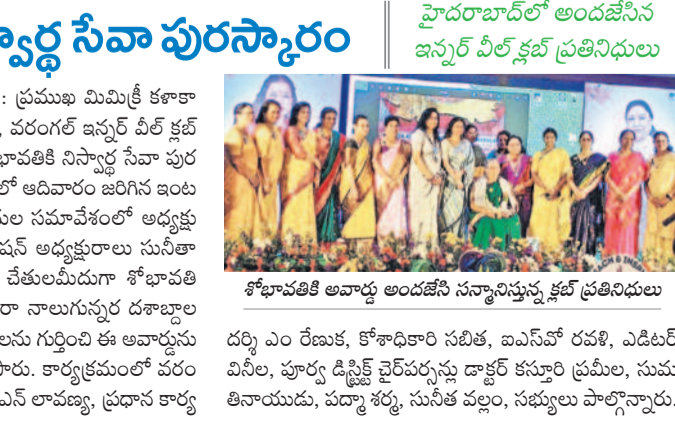 స్వార్థ సేవా పురస్కారం
హైదరాబాద్‌లో అందజేసిన
ఇన్నర్ వీల్ క్లబ్ ప్రతినిధులు
: ప్రముఖ మిమిక్రీ కళాకా
, వరంగల్ ఇన్నర్ వీల్ క్లబ్
భావతికి నిస్వార్థ సేవా పుర
లో ఆదివారం జరిగిన ఇంట
ుల సమావేశంలో అధ్యక్షు
షన్ అధ్యక్షురాలు సునీతా
చేతులమీదుగా శోభావతి
రా నాలుగున్నర దశాబ్దాల
లను గుర్తించి ఈ అవార్డును
ారు. కార్యక్రమంలో వరం
ఎన్ లావణ్య, ప్రధాన కార్య
శోభావతికి అవార్డు అందజేసి సన్మానిస్తున్న క్లబ్ ప్రతినిధులు
దర్శి ఎం రేణుక, కోశాధికారి సబిత, ఐఎస్‌వో రవళి, ఎడిటర్
వినీల, పూర్వ డిస్ట్రిక్ట్ చైర్‌పర్సన్లు డాక్టర్ కస్తూరి ప్రమీల, సుమ
తినాయుడు, పద్మా శర్మ, సునీత వల్లం, సభ్యులు పాల్గొన్నారు.